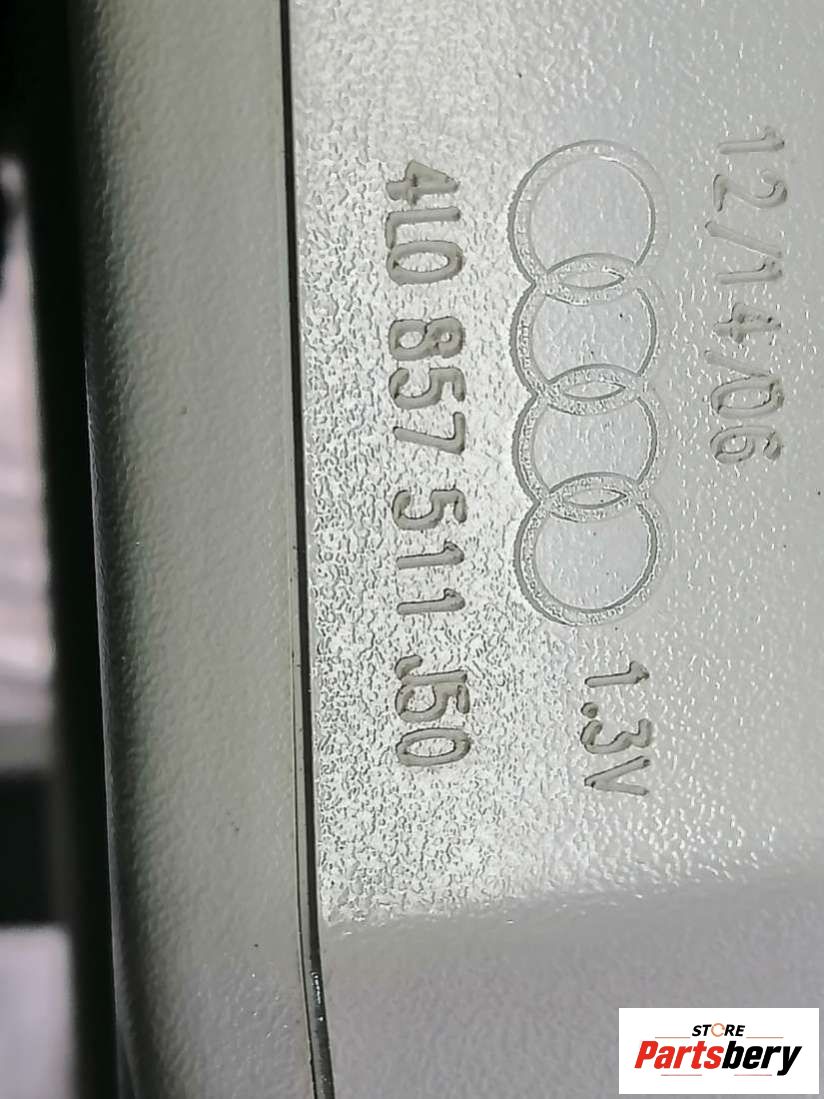 12/14/06
1.3V
4L0 857 511 J50
STORE
Partsbery